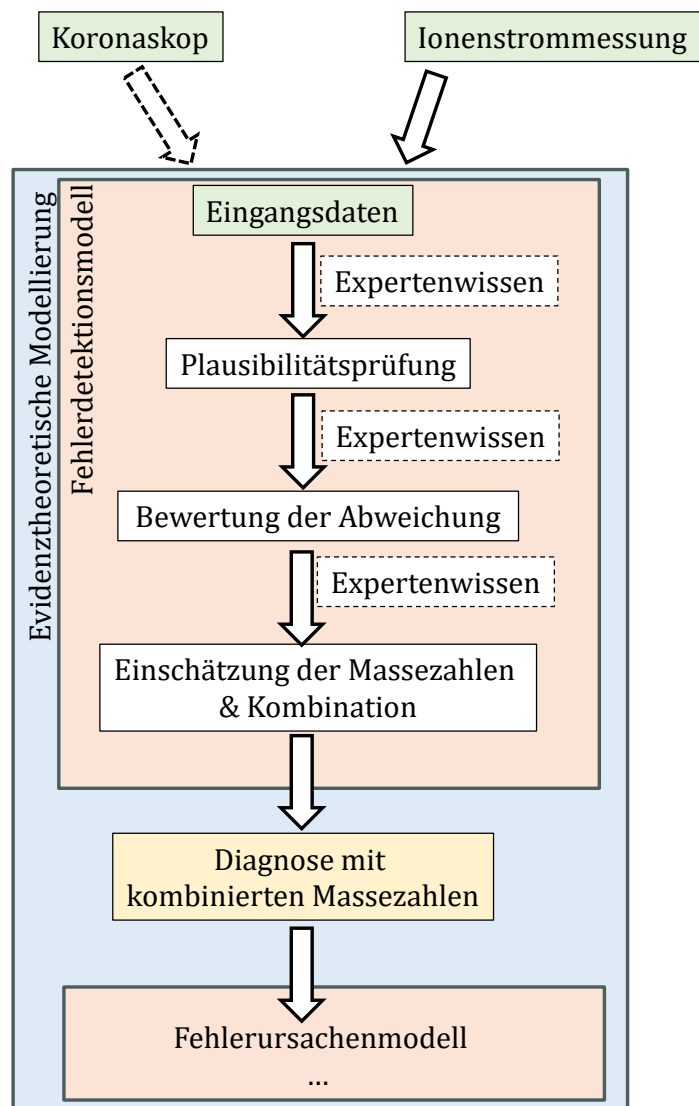 Koronaskop
Ionenstrommessung
Evidenztheoretische Modellierung
Fehlerdetektionsmodell
Eingangsdaten
Expertenwissen
Plausibilitätsprüfung
Expertenwissen
Bewertung der Abweichung
Expertenwissen
Einschätzung der Massezahlen
& Kombination
Diagnose mit
kombinierten Massezahlen
Fehlerursachenmodell
...